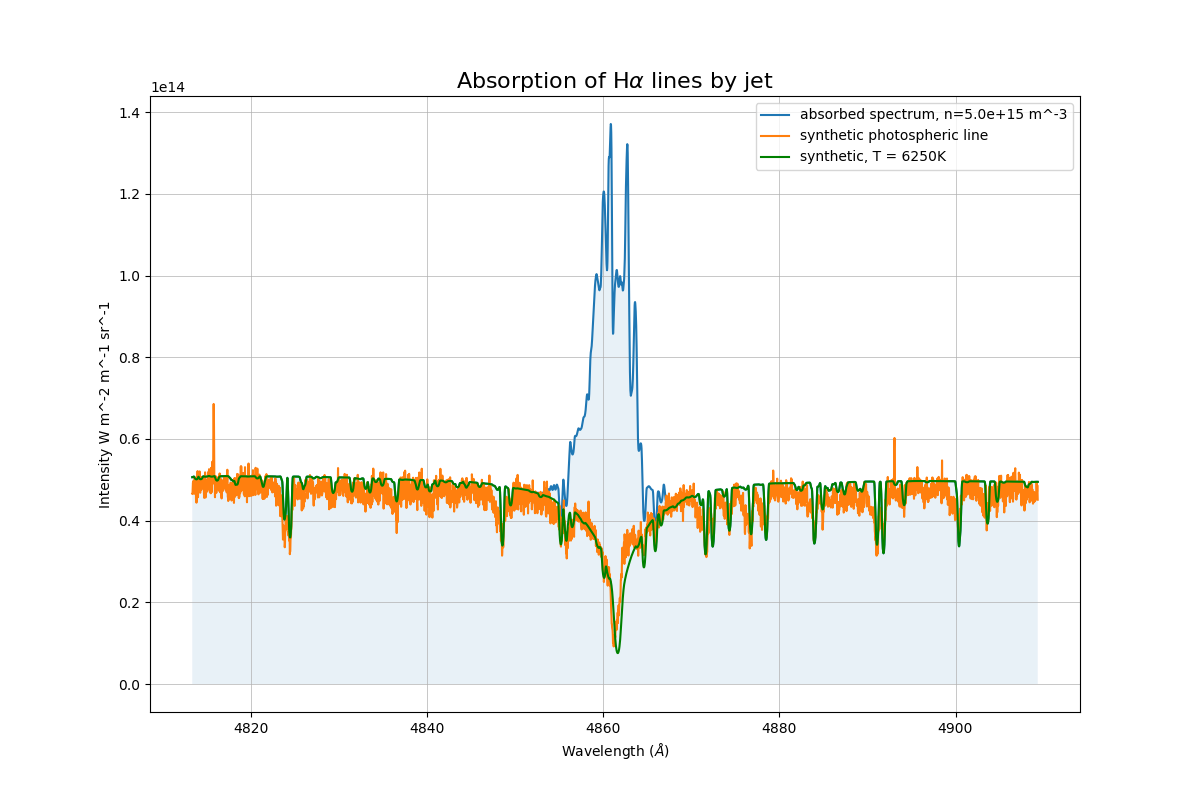 Absorption of Hα lines by jet
1e14
absorbed spectrum, n=5.0e+15 m^-3
synthetic photospheric line
synthetic, T = 6250K
1.4
1.2
1.0
0.8
0.6
0.4
0.2
0.0
Intensity W m^-2 m^-1 sr^-1
4820 4840 4860 4880 4900
Wavelength (Å)